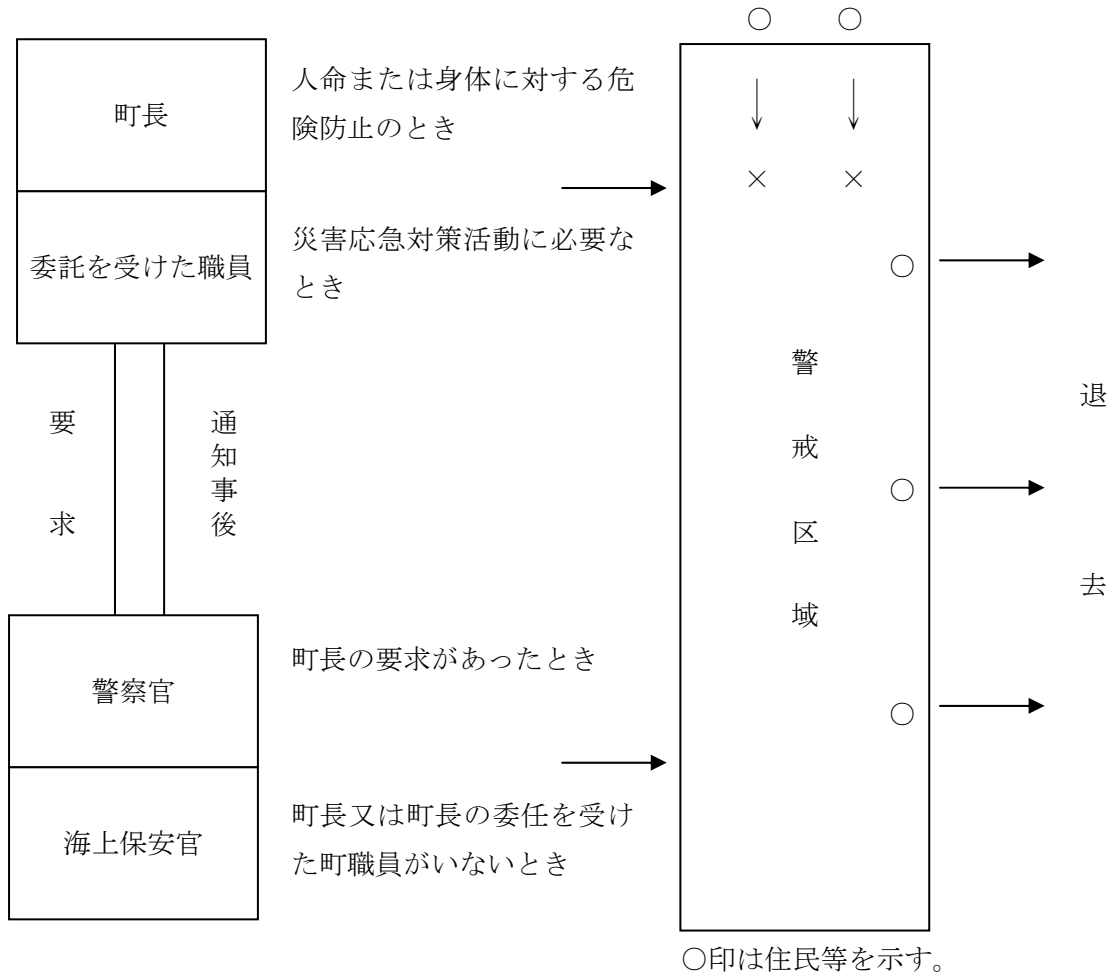 町長
人命または身体に対する危
険防止のとき
委託を受けた職員
災害応急対策活動に必要な
とき
要求
通知事後
警察官
町長の要求があったとき
海上保安官
町長又は町長の委任を受け
た町職員がいないとき
○ ○
× ×
○
○
○
警戒区域
退去
○印は住民等を示す。